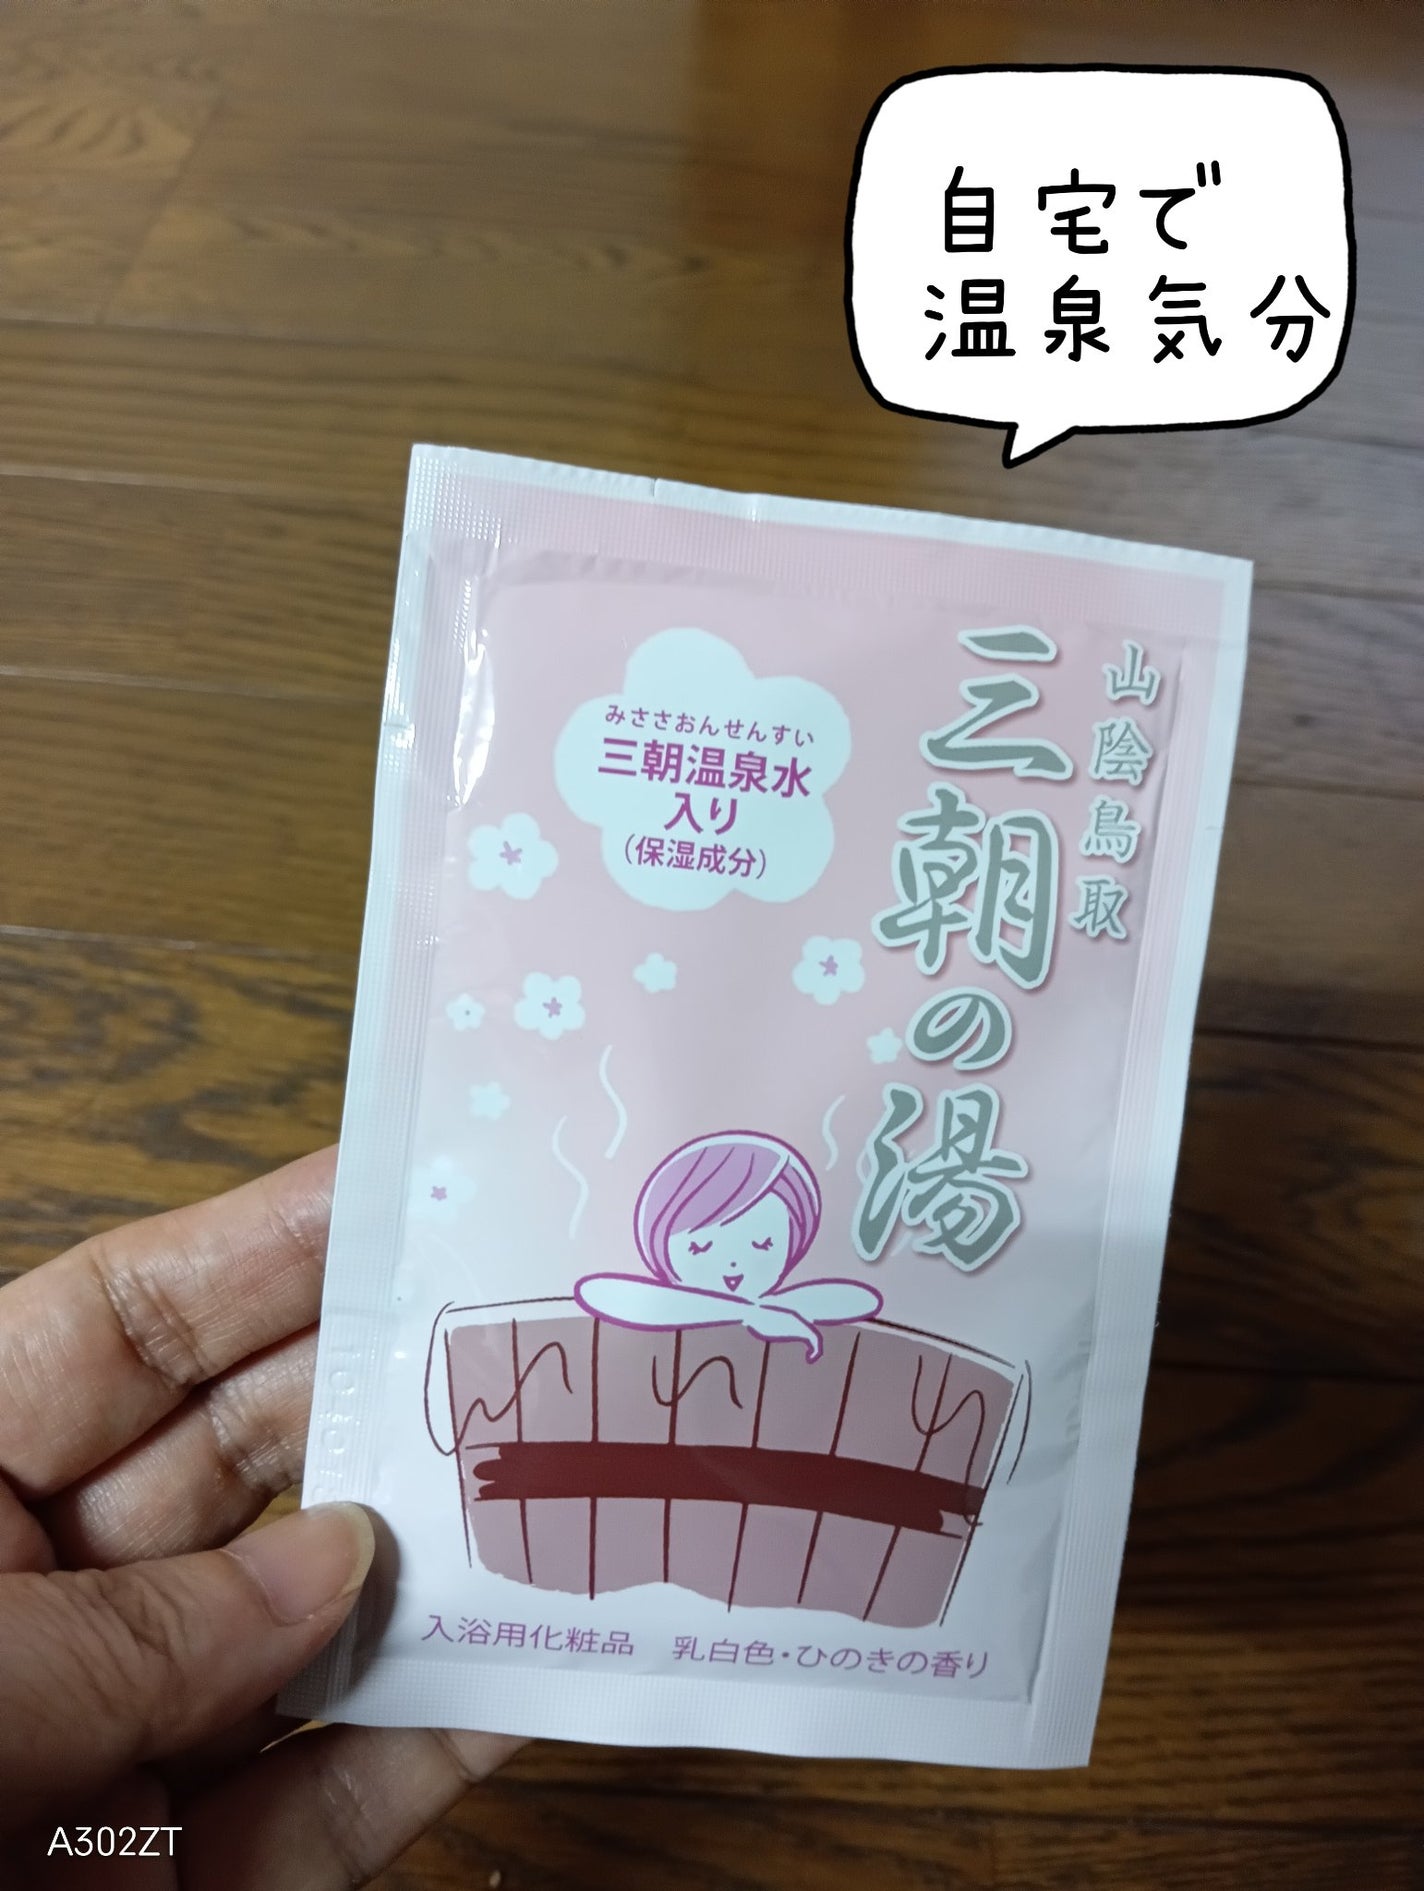 自宅で
温泉気分
山陰鳥取
三朝の湯
みささおんせんすい
三朝温泉水
入り
(保湿成分)
入浴用化粧品 乳白色・ひのきの香り
A302ZT